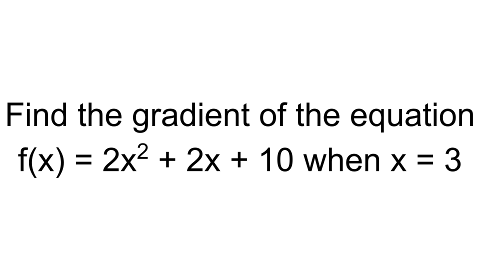 Find the gradient of the equation
f(x) = 2x² + 2x + 10 when x = 3